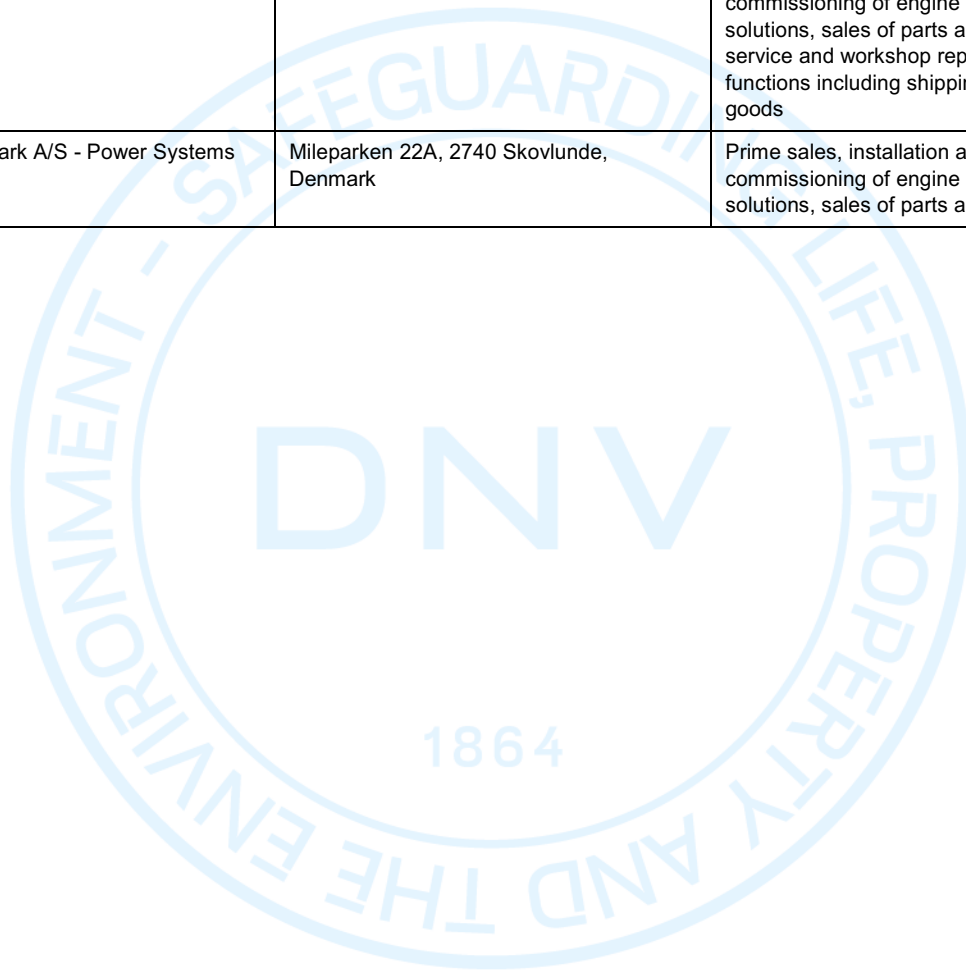 commissioning of engine
solutions, sales of parts a
service and workshop rep
functions including shippin
goods
ark A/S - Power Systems
Mileparken 22A, 2740 Skovlunde,
Denmark
Prime sales, installation a
commissioning of engine
solutions, sales of parts a
SAFEGUARDING LIFE, PROPERTY AND THE ENVIRONMENT -
DNV
1864